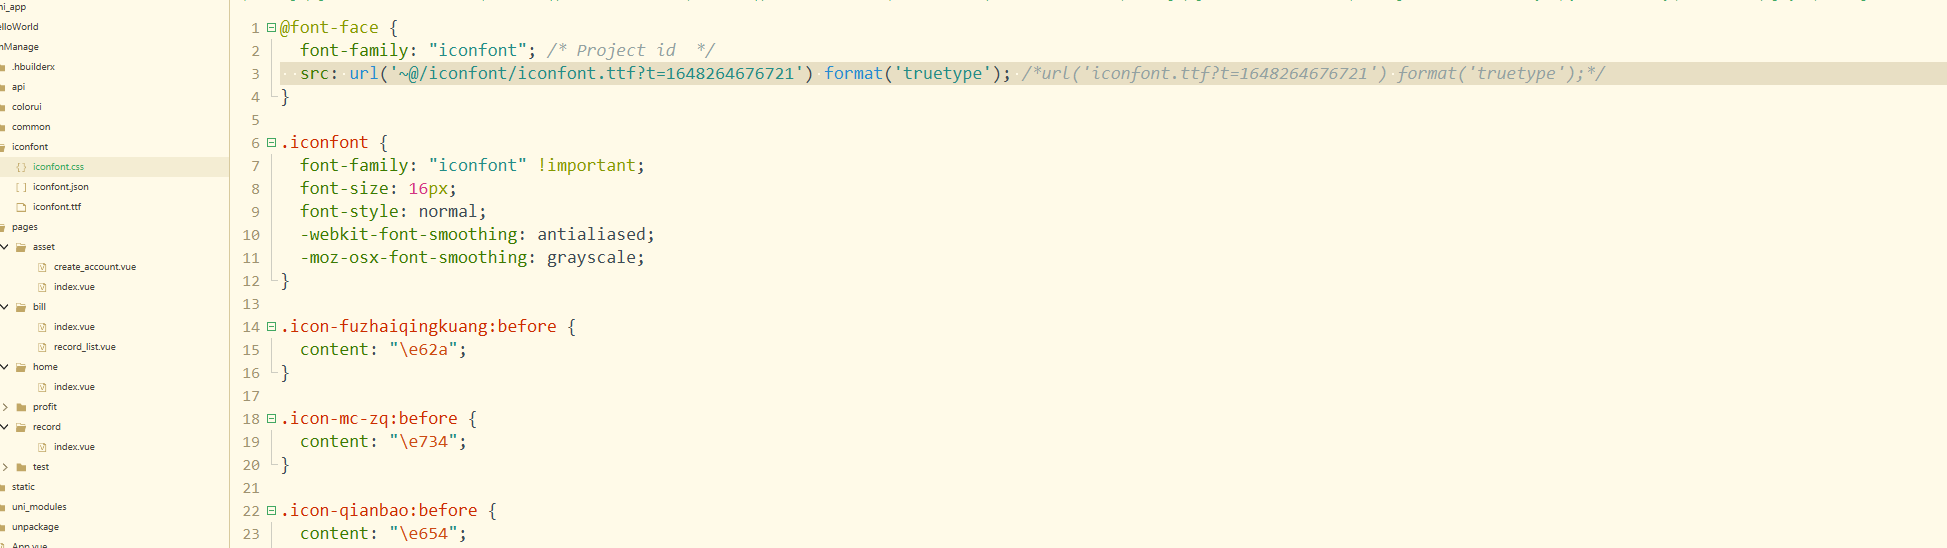 ni_app
elloWorld
nManage
.hbuilderx
api
colorui
common
iconfont
{ } iconfont.css
[ ] iconfont.json
iconfont.ttf
pages
asset
create_account.vue
index.vue
bill
index.vue
record_list.vue
home
index.vue
profit
record
index.vue
test
static
uni_modules
unpackage
App.vue
1 @font-face {
2 font-family: "iconfont"; /* Project id  */
3 src: url('~@/iconfont/iconfont.ttf?t=1648264676721') format('truetype'); /*url('iconfont.ttf?t=1648264676721') format('truetype');*/
4 }
5
6 .iconfont {
7 font-family: "iconfont" !important;
8 font-size: 16px;
9 font-style: normal;
10 -webkit-font-smoothing: antialiased;
11 -moz-osx-font-smoothing: grayscale;
12 }
13
14 .icon-fuzhaiqingkuang:before {
15 content: "\e62a";
16 }
17
18 .icon-mc-zq:before {
19 content: "\e734";
20 }
21
22 .icon-qianbao:before {
23 content: "\e654";